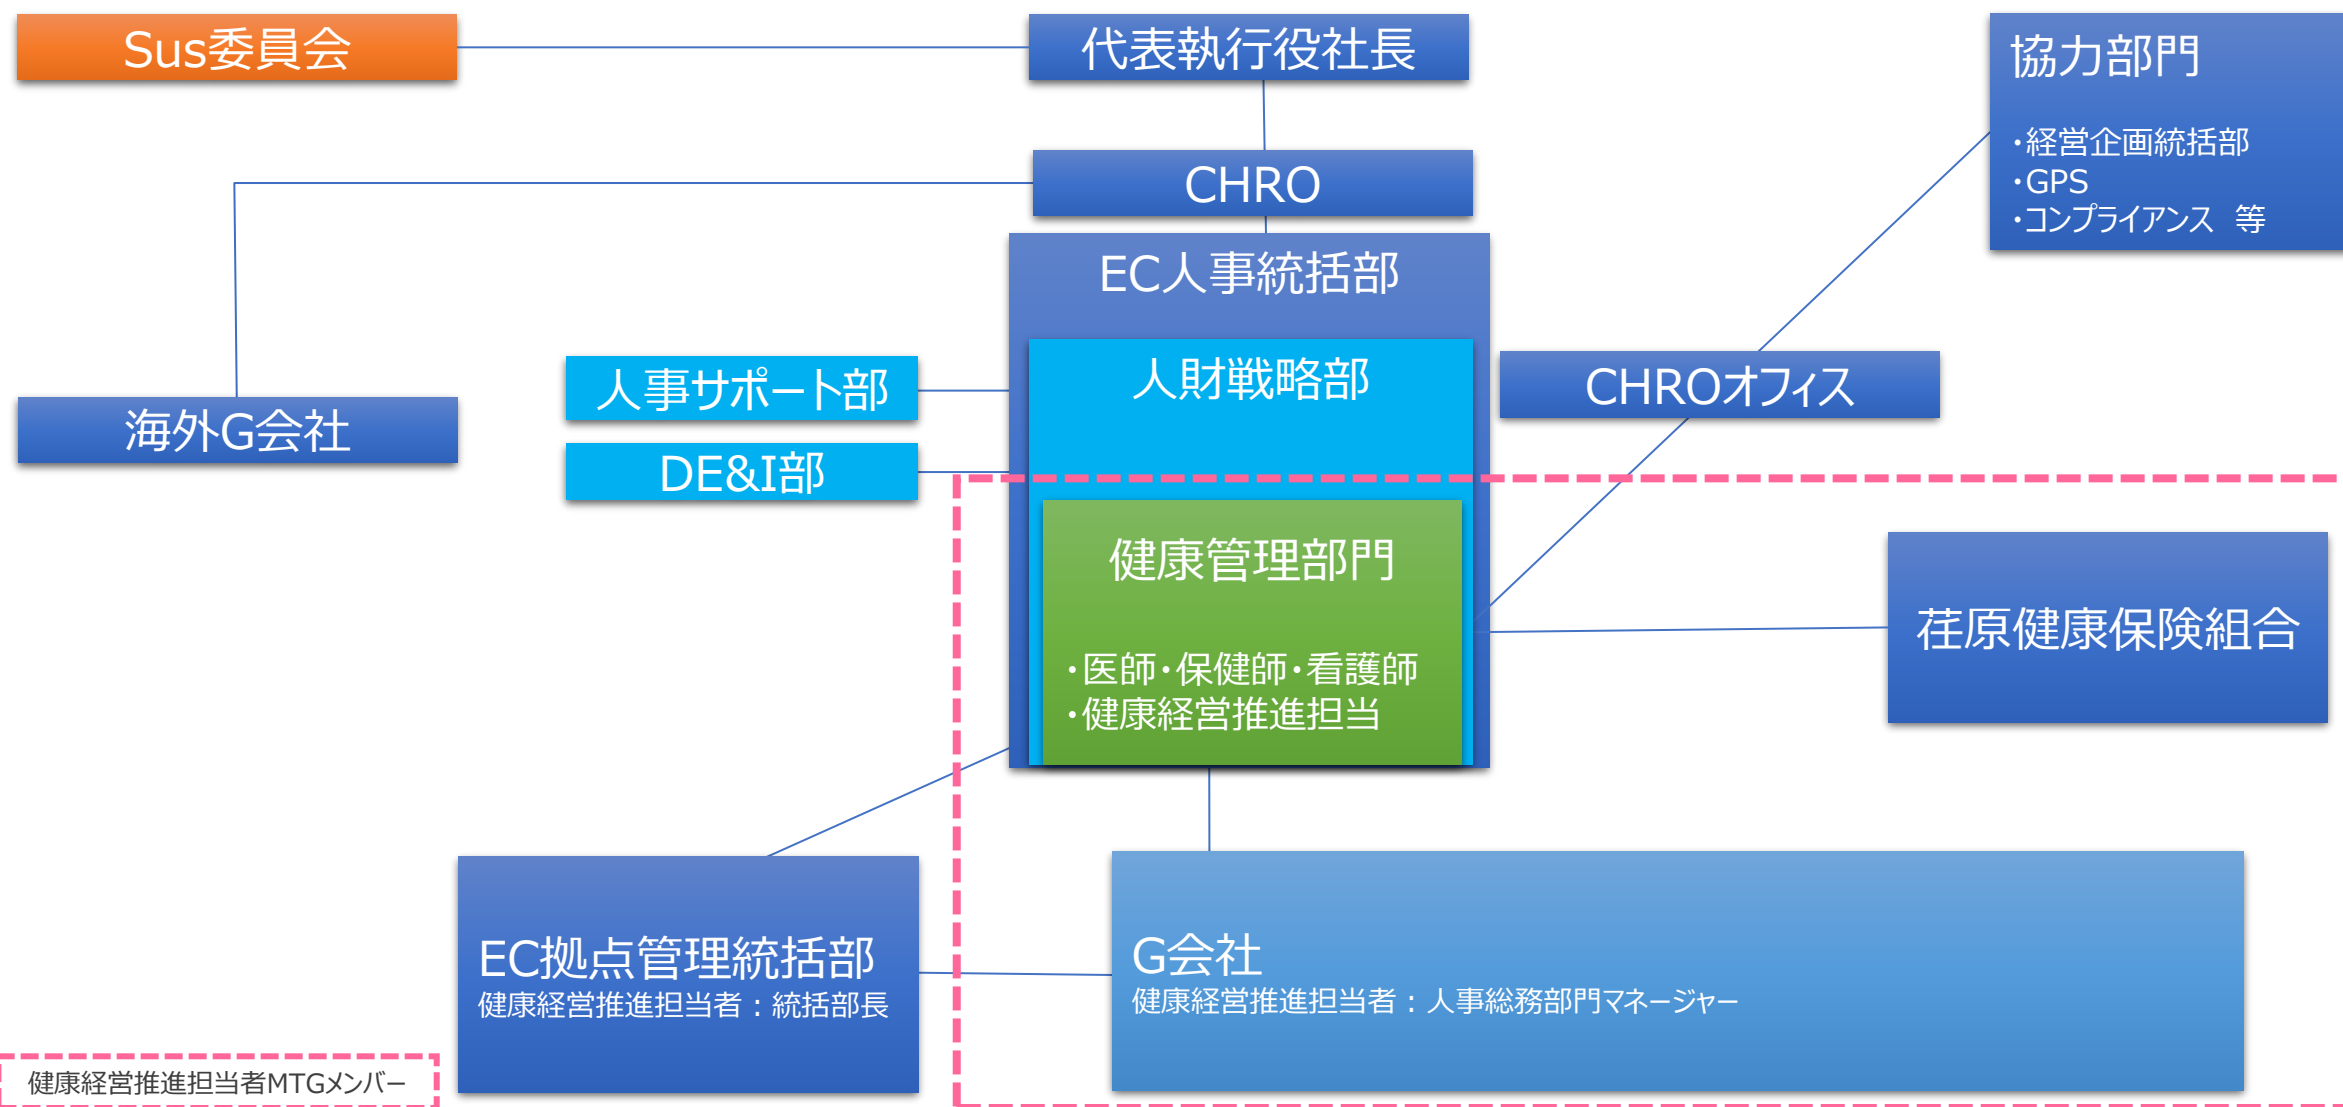 Sus委員会
代表執行役社長
協力部門
・経営企画統括部
・GPS
・コンプライアンス 等
CHRO
EC人事統括部
人事サポート部
人財戦略部
CHROオフィス
海外G会社
DE&I部
健康管理部門
・医師・保健師・看護師
・健康経営推進担当
荏原健康保険組合
EC拠点管理統括部
健康経営推進担当者：統括部長
G会社
健康経営推進担当者：人事総務部門マネージャー
健康経営推進担当者MTGメンバー